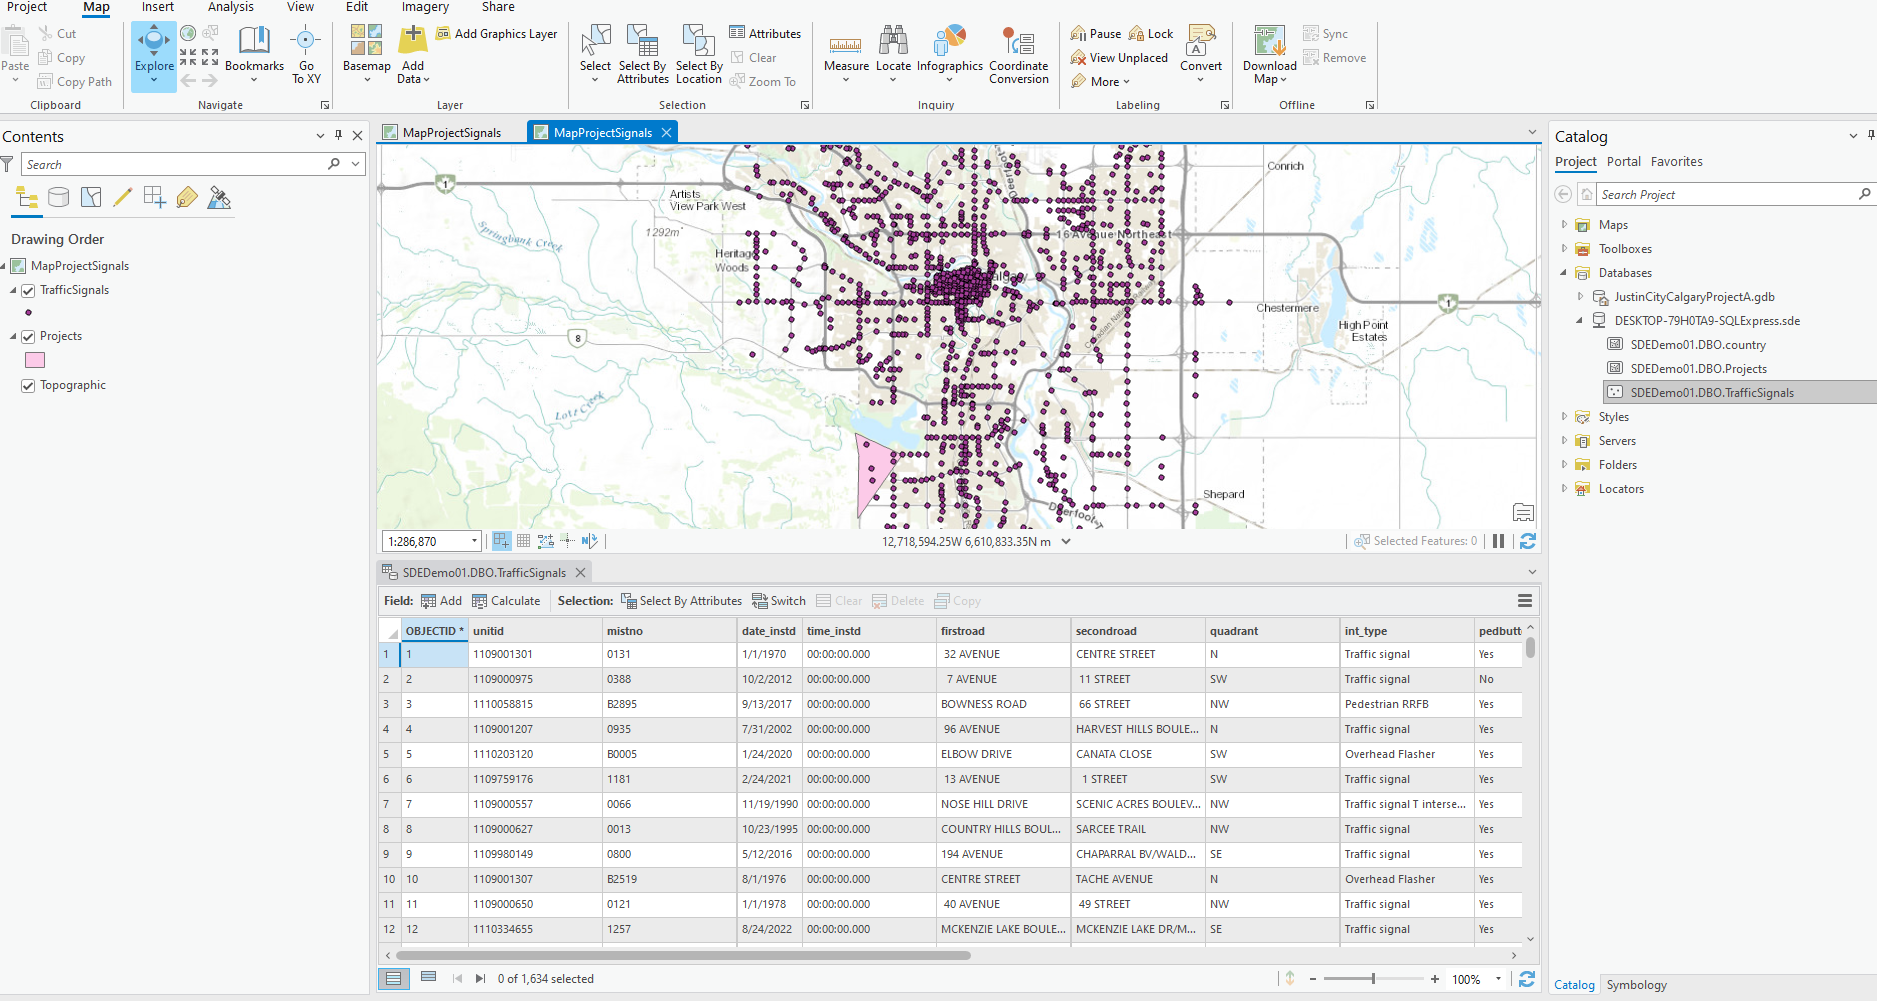 Project Map Insert Analysis View Edit Imagery Share
Paste
Cut
Copy
Copy Path
Clipboard
Explore
Bookmarks
Go To XY
Navigate
Basemap
Add Data
Add Graphics Layer
Layer
Select
Select By Attributes
Select By Location
Attributes
Clear
Zoom To
Selection
Measure
Locate
Infographics
Coordinate Conversion
Inquiry
Pause
Lock
View Unplaced
More
Convert
Labeling
Download Map
Sync
Remove
Offline
Contents
Search
Drawing Order
MapProjectSignals
TrafficSignals
Projects
Topographic
MapProjectSignals
MapProjectSignals
Conrich
Artists View Park West
1
Springbank Creek
1292m
16 Avenue Northeast
Heritage Woods
Chestermere
1
High Point Estates
8
Lott Creek
Shepard
Deerfoot-T
1:286,870
12,718,594.25W 6,610,833.35N m
Selected Features: 0
SDEDemo01.DBO.TrafficSignals
Field: Add Calculate Selection: Select By Attributes Switch Clear Delete Copy
OBJECTID * unitid mistno date_instd time_instd firstroad secondroad quadrant int_type pedbutt
1 1 1109001301 0131 1/1/1970 00:00:00.000 32 AVENUE CENTRE STREET N Traffic signal Yes
2 2 1109000975 0388 10/2/2012 00:00:00.000 7 AVENUE 11 STREET SW Traffic signal No
3 3 1110058815 B2895 9/13/2017 00:00:00.000 BOWNESS ROAD 66 STREET NW Pedestrian RRFB Yes
4 4 1109001207 0935 7/31/2002 00:00:00.000 96 AVENUE HARVEST HILLS BOULE... N Traffic signal Yes
5 5 1110203120 B0005 1/24/2020 00:00:00.000 ELBOW DRIVE CANATA CLOSE SW Overhead Flasher Yes
6 6 1109759176 1181 2/24/2021 00:00:00.000 13 AVENUE 1 STREET SW Traffic signal Yes
7 7 1109000557 0066 11/19/1990 00:00:00.000 NOSE HILL DRIVE SCENIC ACRES BOULEV... NW Traffic signal T interse... Yes
8 8 1109000627 0013 10/23/1995 00:00:00.000 COUNTRY HILLS BOUL... SARCEE TRAIL NW Traffic signal Yes
9 9 1109980149 0800 5/12/2016 00:00:00.000 194 AVENUE CHAPARRAL BV/WALD... SE Traffic signal Yes
10 10 1109001307 B2519 8/1/1976 00:00:00.000 CENTRE STREET TACHE AVENUE N Overhead Flasher Yes
11 11 1109000650 0121 1/1/1978 00:00:00.000 40 AVENUE 49 STREET NW Traffic signal Yes
12 12 1110334655 1257 8/24/2022 00:00:00.000 MCKENZIE LAKE BOULE... MCKENZIE LAKE DR/M... SE Traffic signal Yes
0 of 1,634 selected
100%
Catalog
Project Portal Favorites
Search Project
Maps
Toolboxes
Databases
JustinCityCalgaryProjectA.gdb
DESKTOP-79H0TA9-SQLExpress.sde
SDEDemo01.DBO.country
SDEDemo01.DBO.Projects
SDEDemo01.DBO.TrafficSignals
Styles
Servers
Folders
Locators
Catalog Symbology